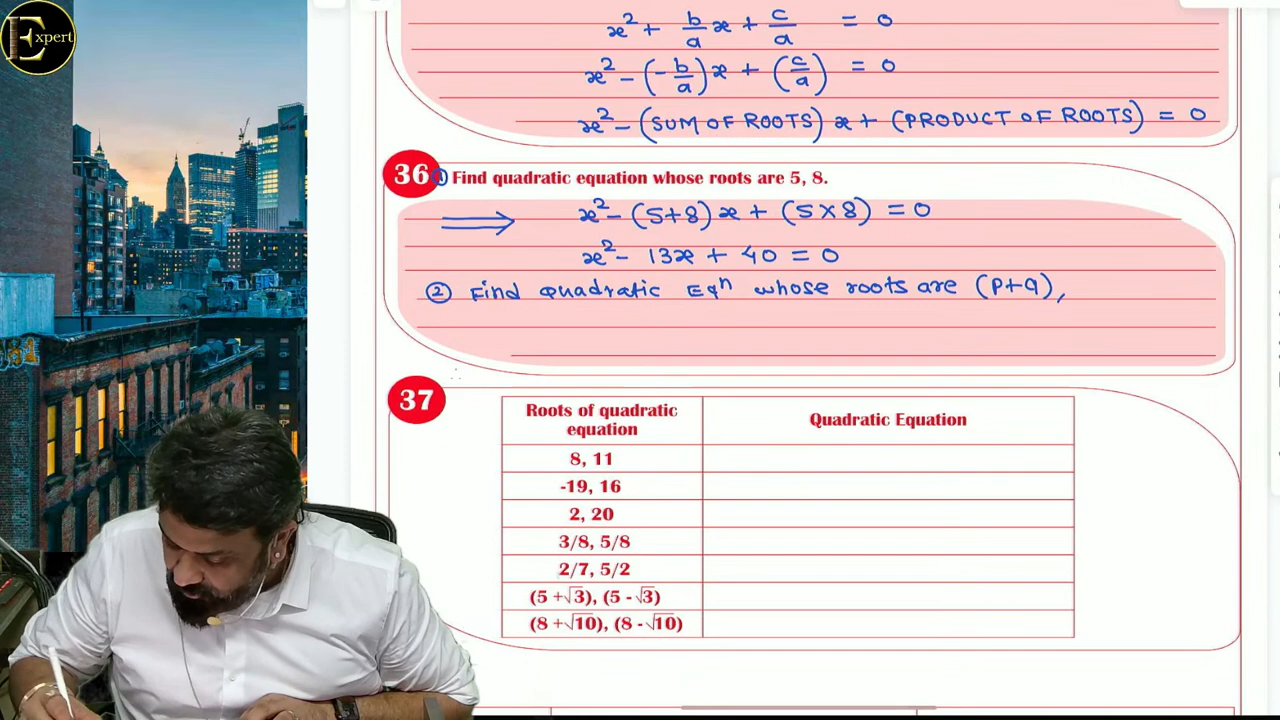 Expert
x² + b/a x + c/a = 0
x² - (-b/a)x + (c/a) = 0
x² - (SUM OF ROOTS) x + (PRODUCT OF ROOTS) = 0
36 ① Find quadratic equation whose roots are 5, 8.
⟹ x² - (5+8)x + (5×8) = 0
x² - 13x + 40 = 0
② Find Quadratic Eqⁿ whose roots are (p+q),
37
Roots of quadratic equation | Quadratic Equation
8, 11
-19, 16
2, 20
3/8, 5/8
2/7, 5/2
(5 +√3), (5 - √3)
(8 +√10), (8 - √10)